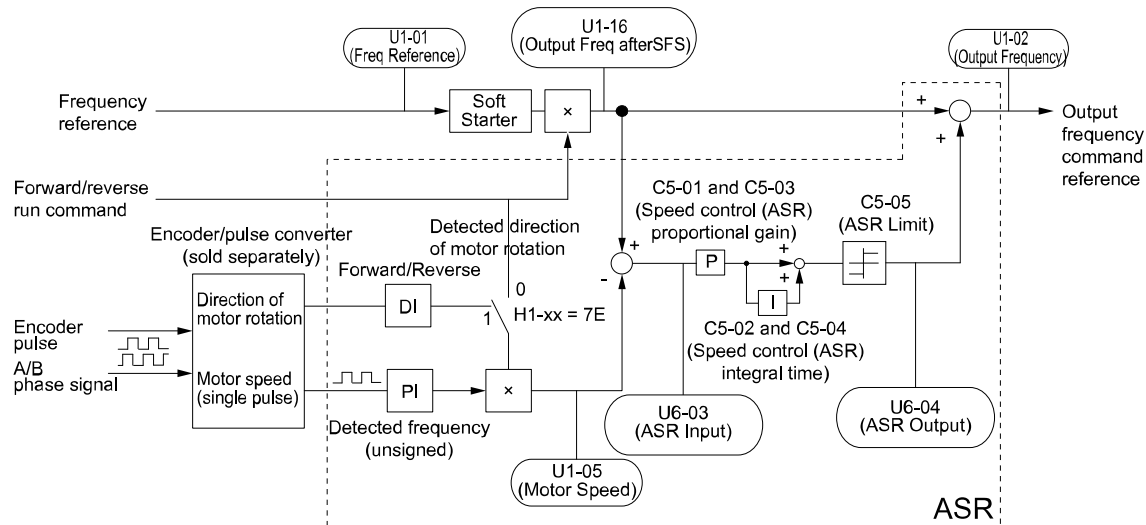 U1-01
(Freq Reference)
U1-16
(Output Freq afterSFS)
U1-02
(Output Frequency)
Frequency
reference
Soft
Starter
×
+
+
Output
frequency
command
reference
Forward/reverse
run command
Detected direction
of motor rotation
C5-01 and C5-03
(Speed control (ASR)
proportional gain)
C5-05
(ASR Limit)
Encoder/pulse converter
(sold separately)
Forward/Reverse
+
-
P
+
+
I
Direction of
motor rotation
DI
0
1
H1-xx = 7E
C5-02 and C5-04
(Speed control (ASR)
integral time)
Encoder
pulse
A/B
phase signal
Motor speed
(single pulse)
PI
×
Detected frequency
(unsigned)
U6-03
(ASR Input)
U6-04
(ASR Output)
U1-05
(Motor Speed)
ASR